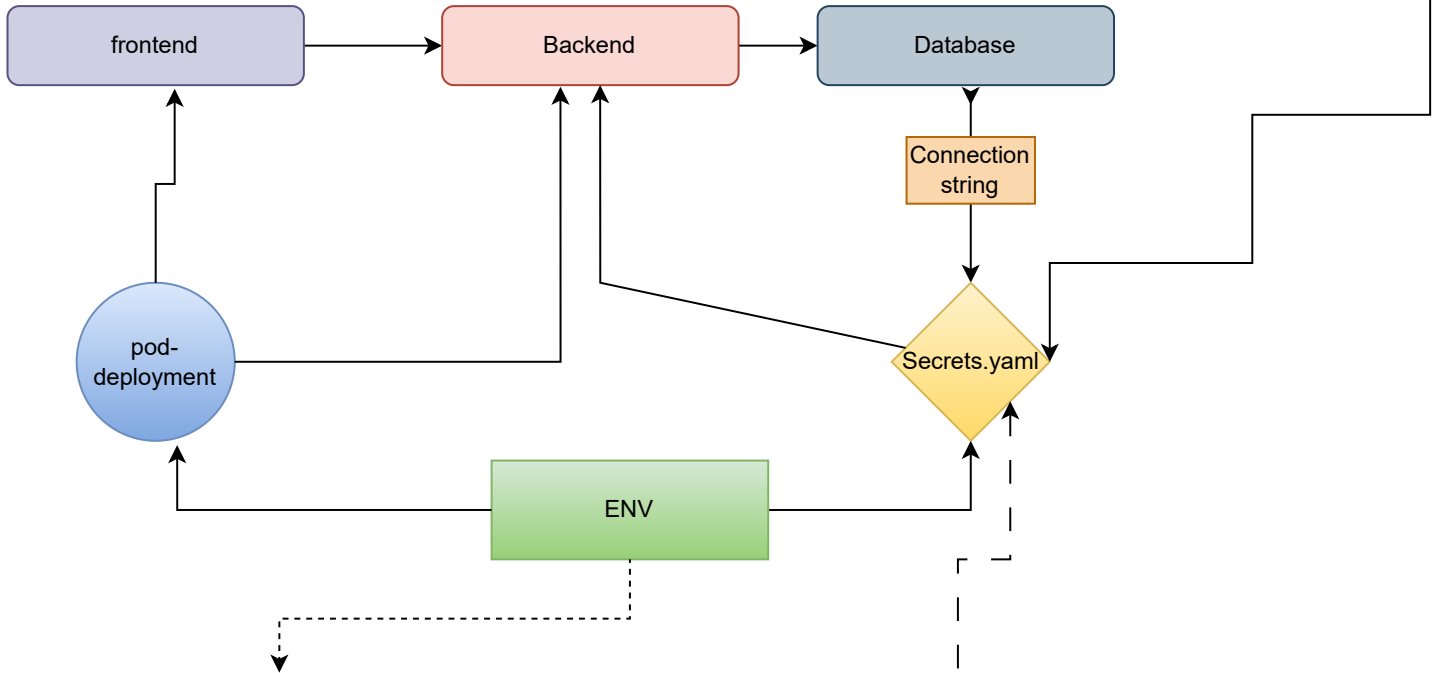 frontend
Backend
Database
Connection
string
pod-
deployment
Secrets.yaml
ENV